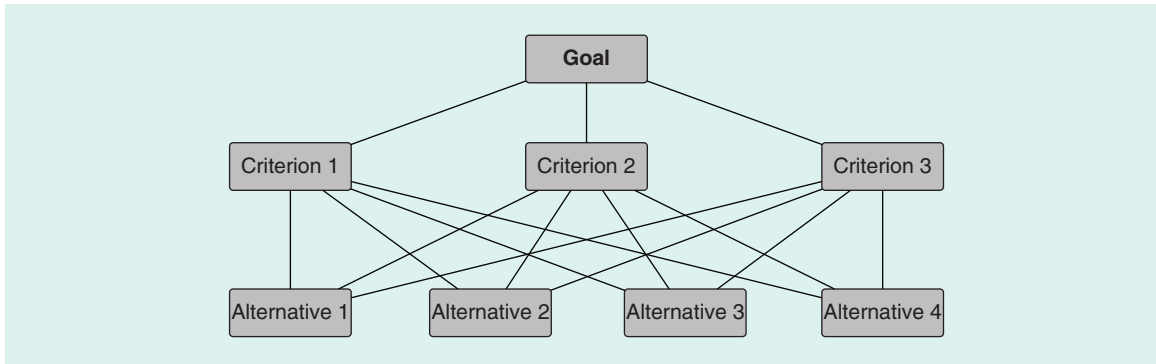 Goal
Criterion 1
Criterion 2
Criterion 3
Alternative 1
Alternative 2
Alternative 3
Alternative 4